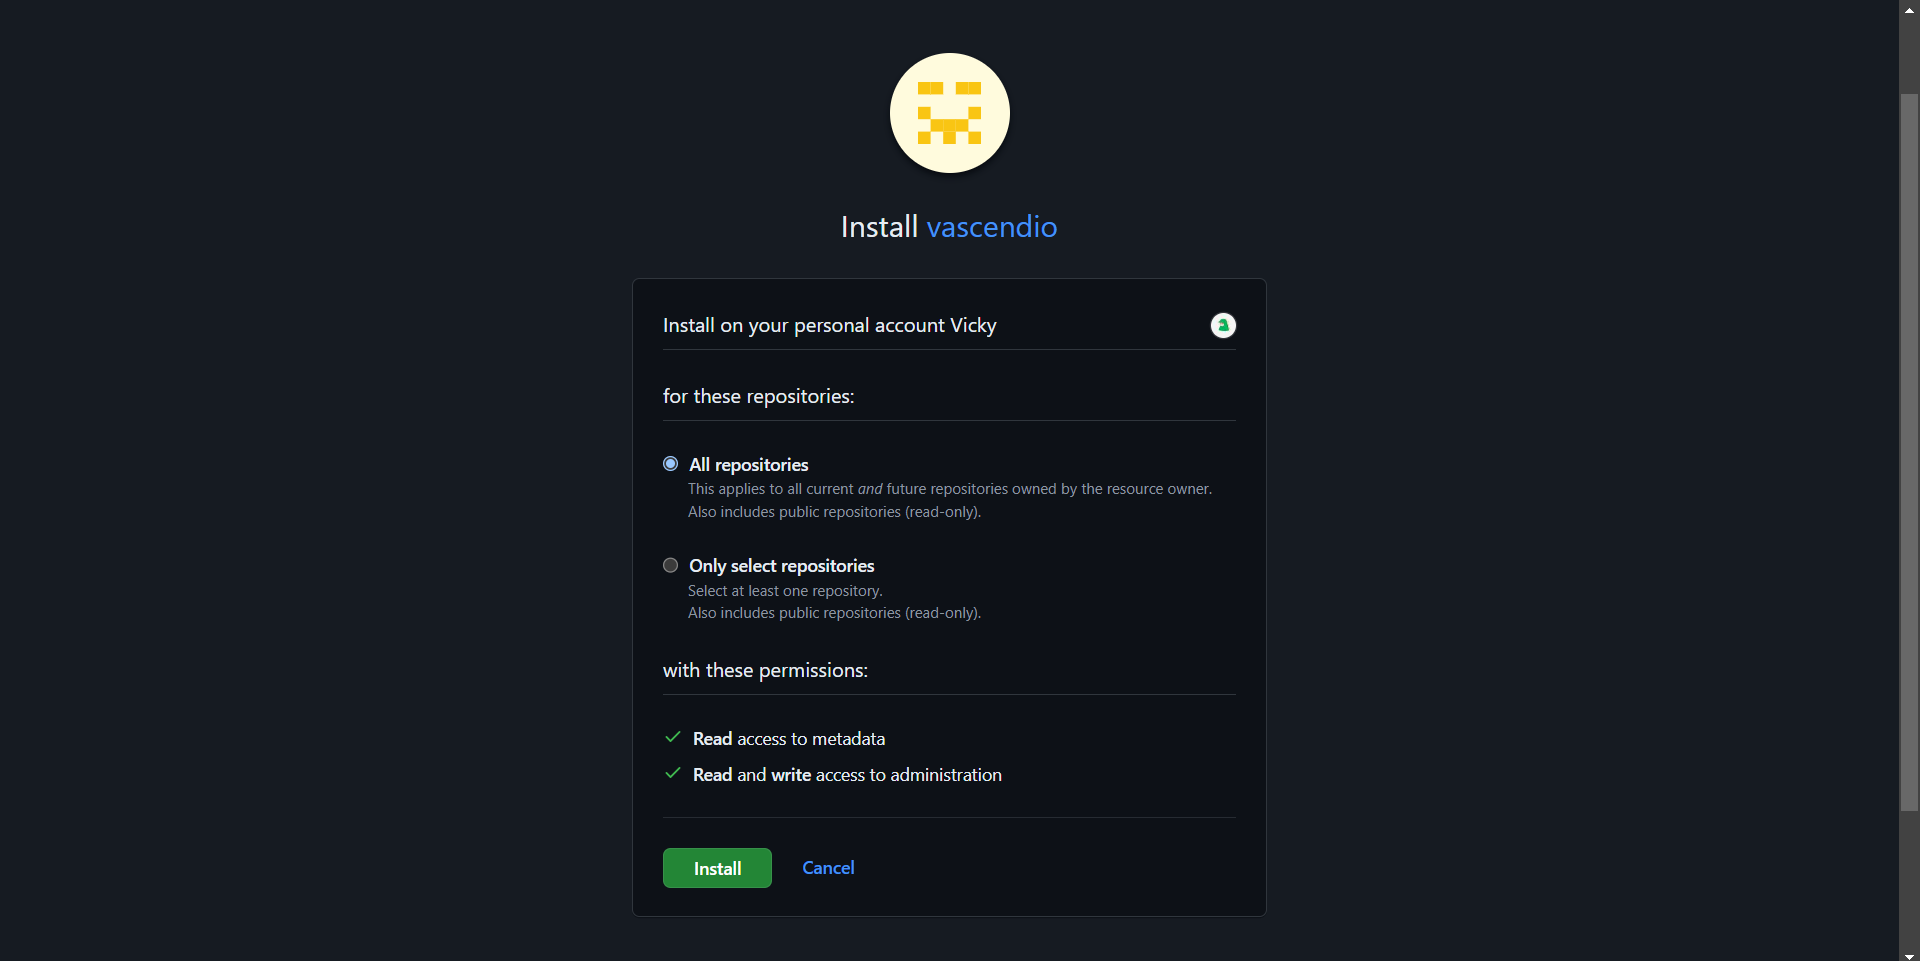 Install vascendio
Install on your personal account Vicky
for these repositories:
All repositories
This applies to all current and future repositories owned by the resource owner.
Also includes public repositories (read-only).
Only select repositories
Select at least one repository.
Also includes public repositories (read-only).
with these permissions:
Read access to metadata
Read and write access to administration
Install Cancel